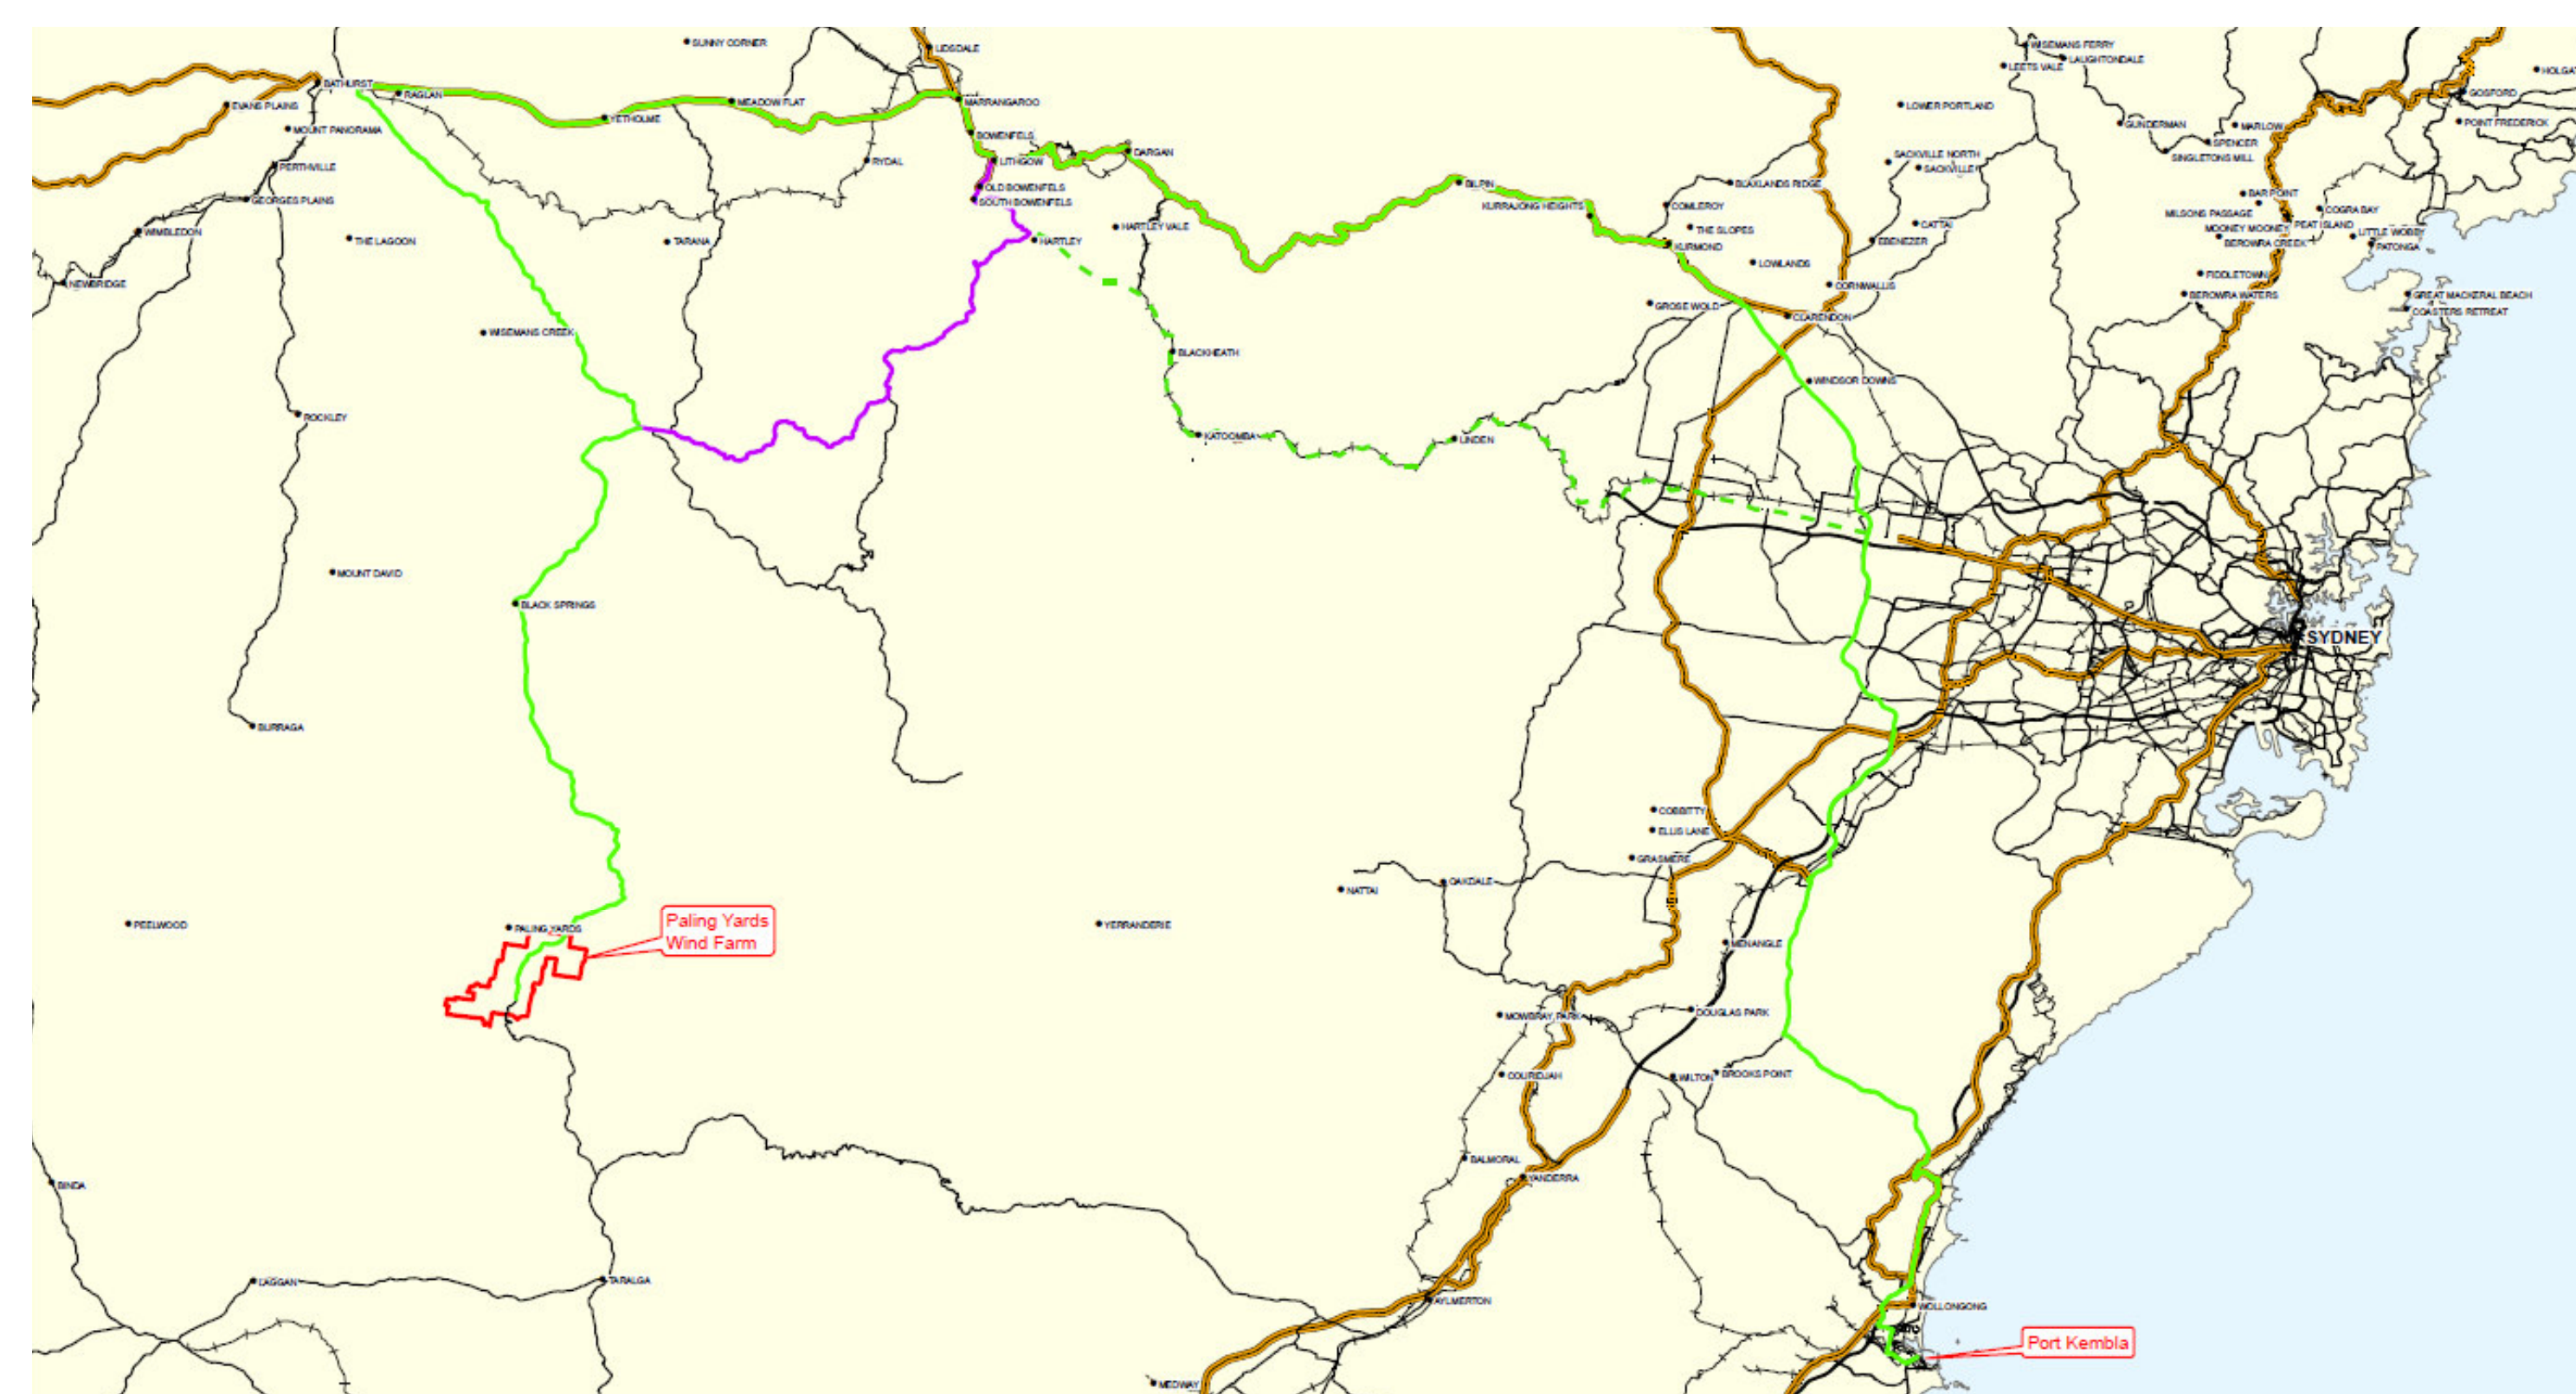 SUNNY CORNER
LIDSDALE
WISEMANS FERRY
LAUGHTONDALE
LEETS VALE
HOLGA
BATHURST
RAGLAN
EVANS PLAINS
MEADOW FLAT
MARRANGAROO
LOWER PORTLAND
GOSFORD
YETHOLME
MOUNT PANORAMA
BOWENFELS
GUNDERMAN
MARLOW
POINT FREDERICK
SPENCER
SINGLETONS MILL
PERTHVILLE
RYDAL
LITHGOW
DARGAN
SACKVILLE NORTH
SACKVILLE
OLD BOWENFELS
SOUTH BOWENFELS
BILPIN
BLAXLANDS RIDGE
BAR POINT
GEORGES PLAINS
KURRAJONG HEIGHTS
COMLEROY
MILSONS PASSAGE
COGRA BAY
WIMBLEDON
THE LAGOON
TARANA
HARTLEY
HARTLEY VALE
THE SLOPES
CATTAI
MOONEY MOONEY
PEAT ISLAND
LITTLE WOBBY
KURMOND
EBENEZER
BEROWRA CREEK
PATONGA
LOWLANDS
FIDDLETOWN
NEWBRIDGE
CORNWALLIS
BEROWRA WATERS
GREAT MACKERAL BEACH
GROSE WOLD
CLARENDON
COASTERS RETREAT
WISEMANS CREEK
BLACKHEATH
WINDSOR DOWNS
ROCKLEY
KATOOMBA
LINDEN
MOUNT DAVID
BLACK SPRINGS
SYDNEY
BURRAGA
COBBITTY
ELLIS LANE
GRASMERE
NATTAI
OAKDALE
PEELWOOD
PALING YARDS
Paling Yards
Wind Farm
YERRANDERIE
MENANGLE
MOWBRAY PARK
DOUGLAS PARK
COURIDJAH
WILTON
BROOKS POINT
BALMORAL
YANDERRA
BINDA
LAGGAN
TARALGA
AYLMERTON
WOLLONGONG
Port Kembla
MEDWAY